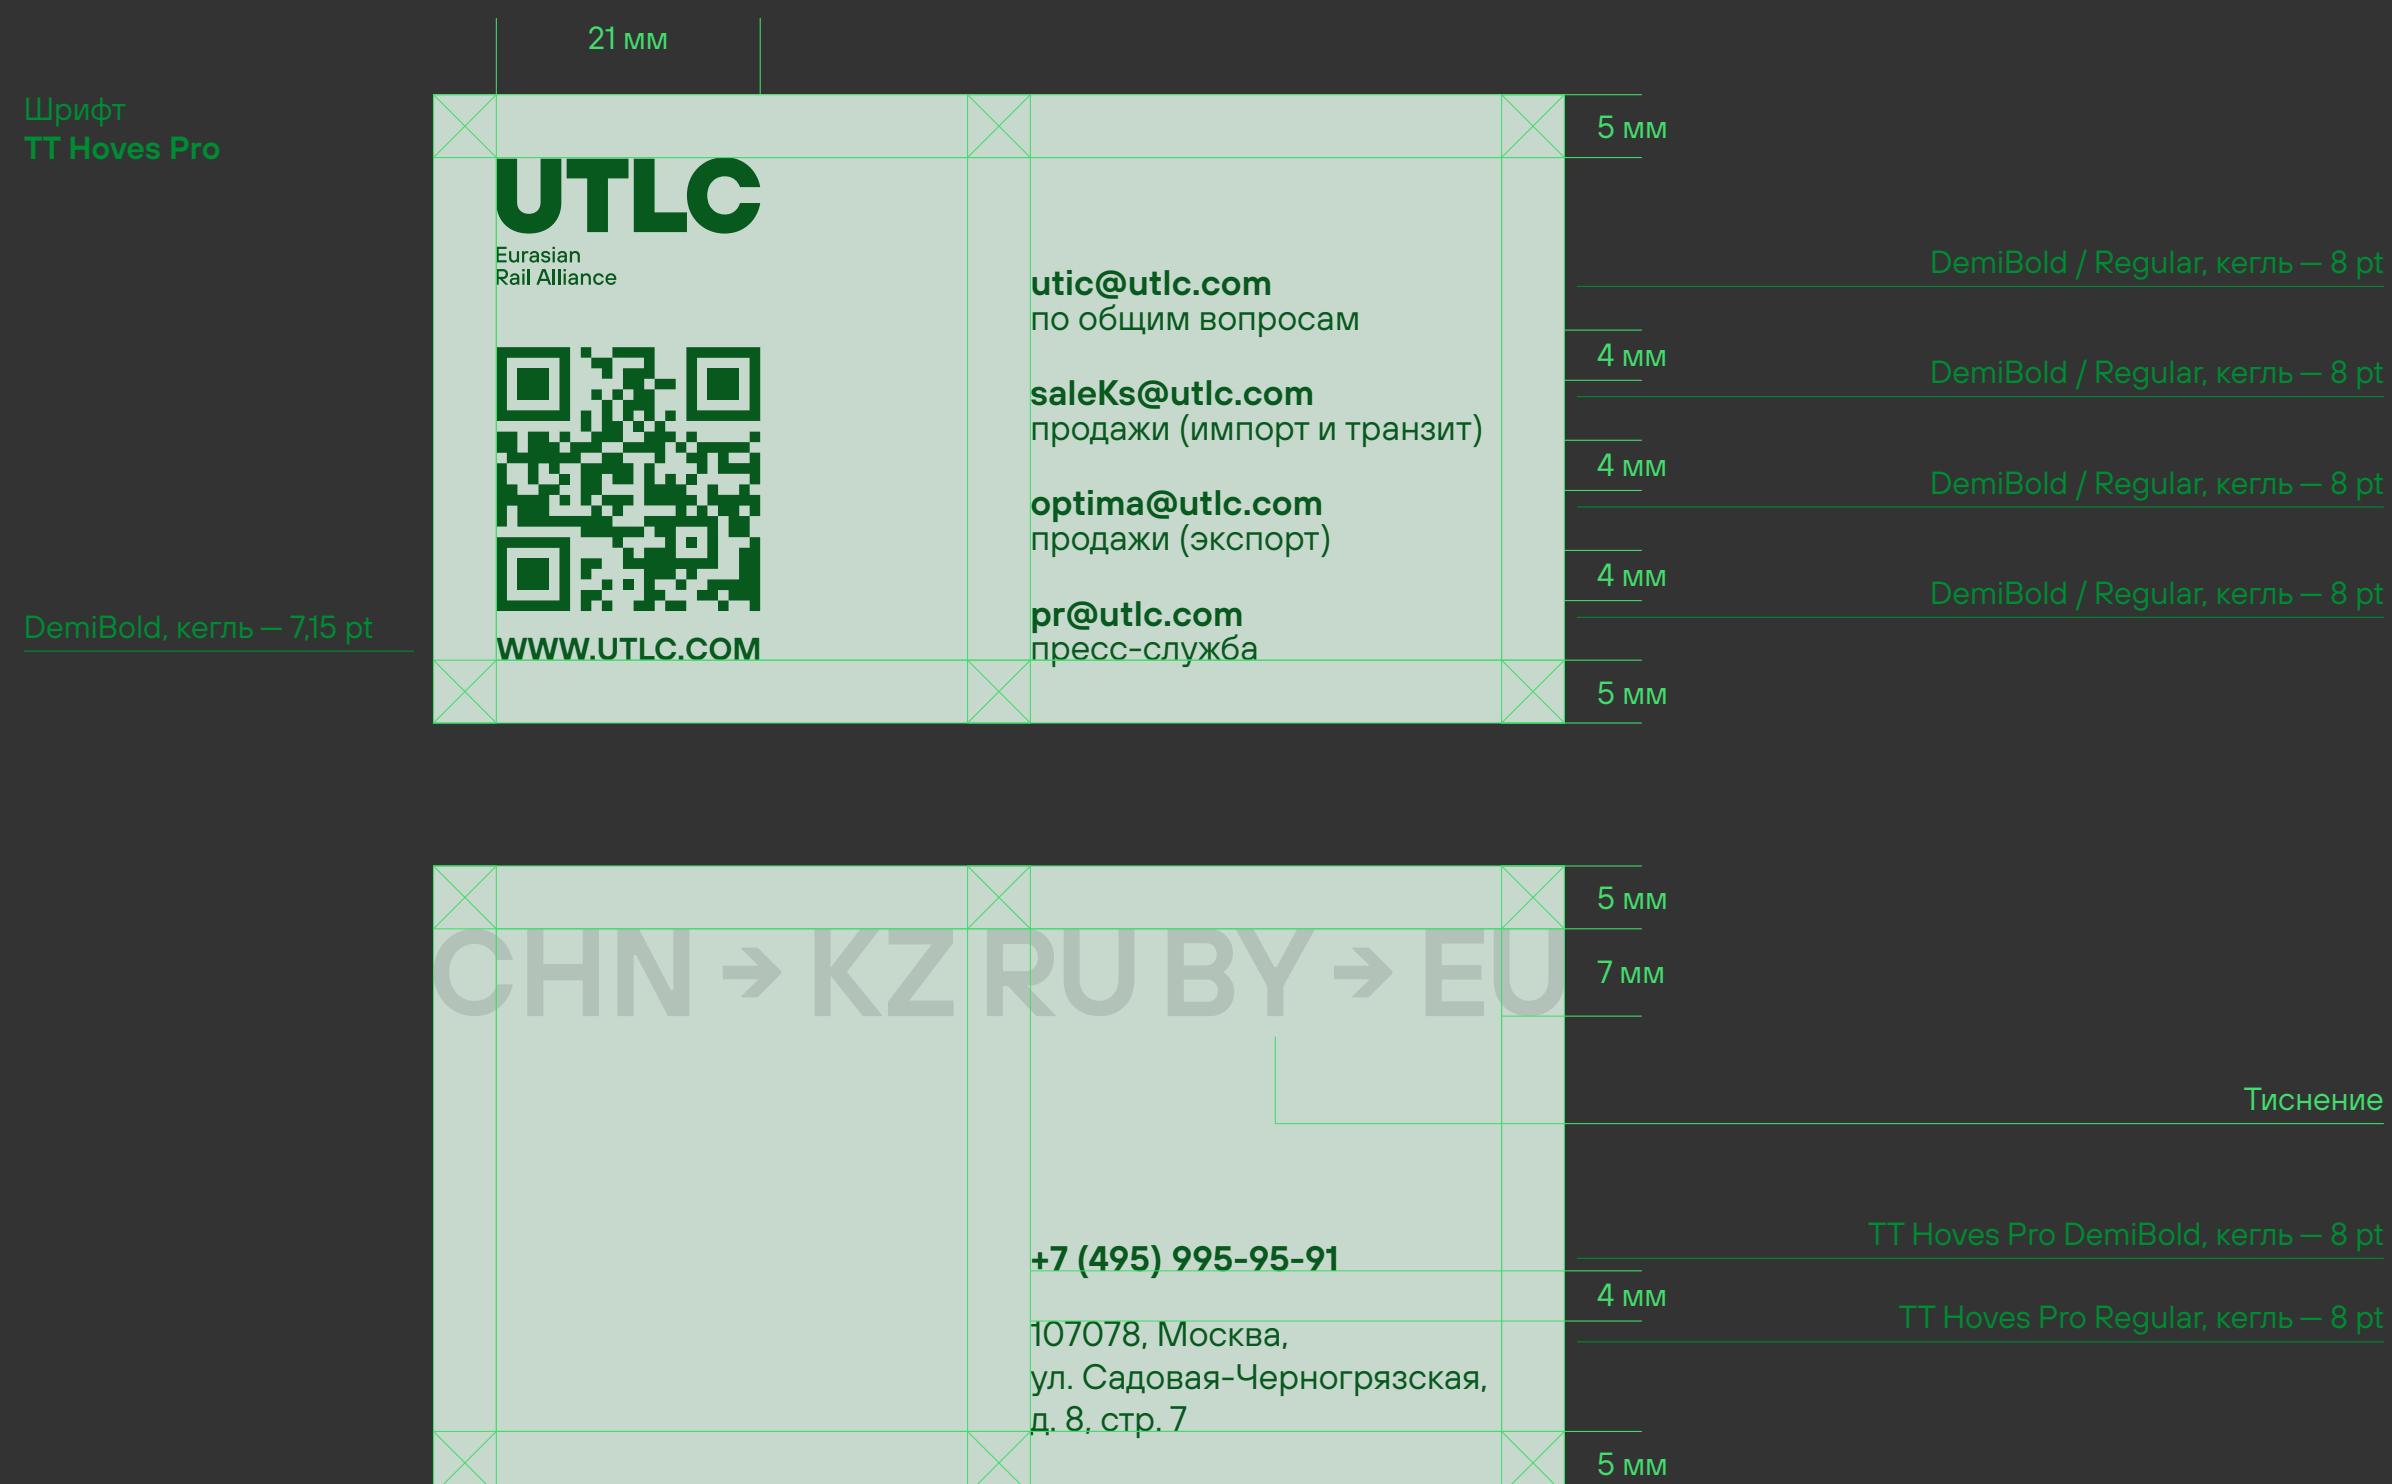 21 мм
Шрифт
TT Hoves Pro
5 мм
UTLC
Eurasian
Rail Alliance
DemiBold / Regular, кегль — 8 pt
utic@utlc.com
по общим вопросам
4 мм
DemiBold / Regular, кегль — 8 pt
saleKs@utlc.com
продажи (импорт и транзит)
4 мм
DemiBold / Regular, кегль — 8 pt
optima@utlc.com
продажи (экспорт)
4 мм
DemiBold / Regular, кегль — 8 pt
pr@utlc.com
пресс-служба
DemiBold, кегль — 7,15 pt
WWW.UTLC.COM
5 мм
5 мм
CHN → KZ RU BY → EU
7 мм
Тиснение
TT Hoves Pro DemiBold, кегль — 8 pt
+7 (495) 995-95-91
4 мм
TT Hoves Pro Regular, кегль — 8 pt
107078, Москва,
ул. Садовая-Черногрязская,
д. 8, стр. 7
5 мм